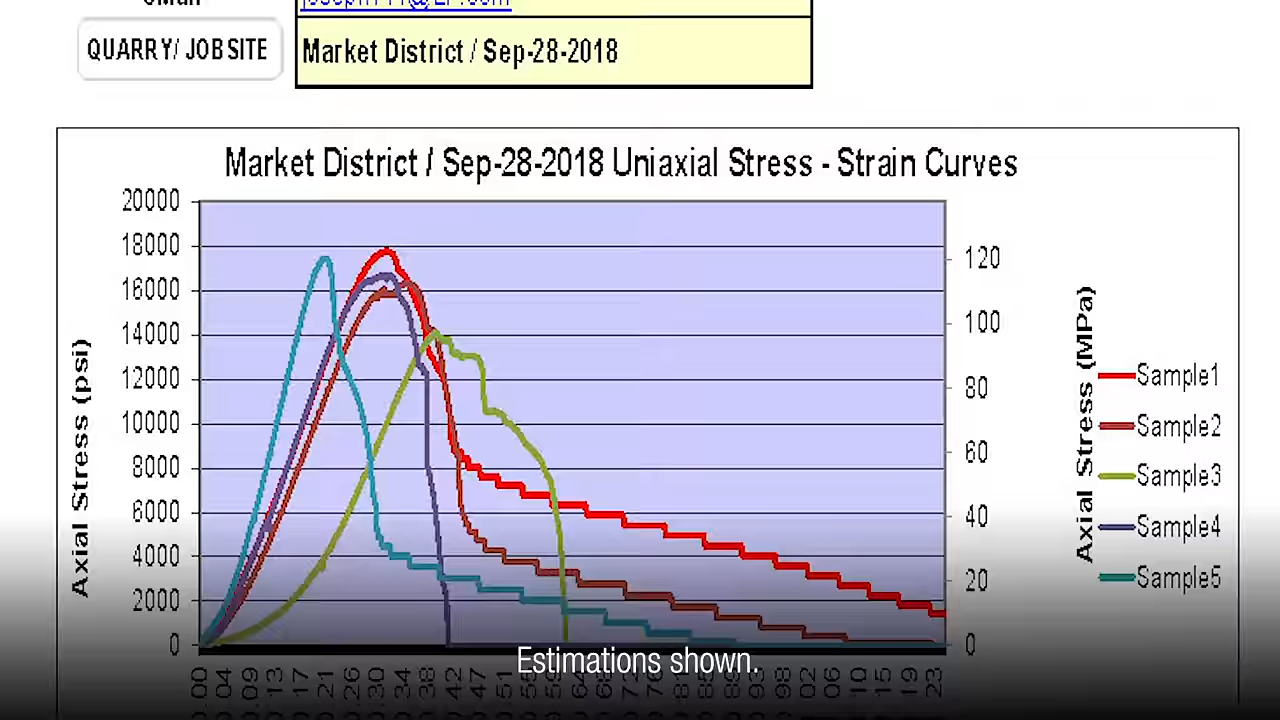 QUARRY/ JOBSITE
Market District / Sep-28-2018
Market District / Sep-28-2018 Uniaxial Stress - Strain Curves
Axial Stress (psi)
20000
18000
16000
14000
12000
10000
8000
6000
4000
2000
0
120
100
80
60
40
20
0
Axial Stress (MPa)
Sample1
Sample2
Sample3
Sample4
Sample5
Estimations shown.